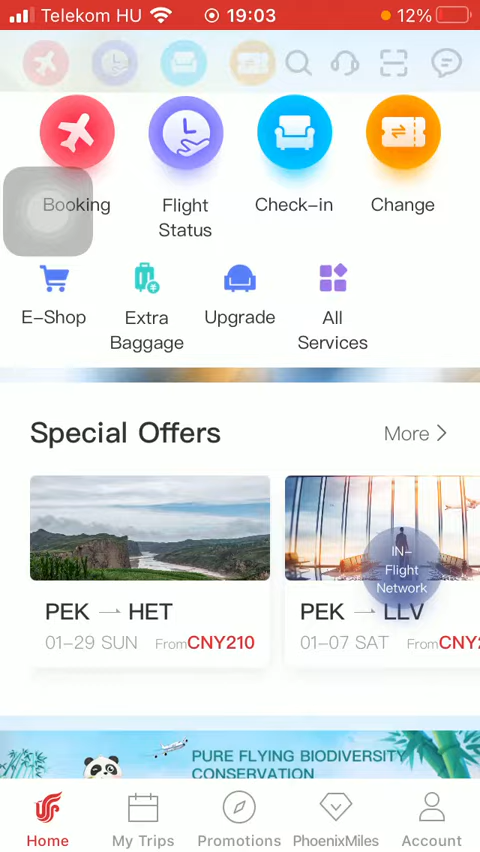 Telekom HU 19:03 12%
Booking
Flight
Status
Check-in
Change
E-Shop
Extra
Baggage
Upgrade
All
Services
Special Offers
More
PEK HET
01-29 SUN From CNY210
IN-
Flight
Network
PEK LLV
01-07 SAT From
PURE FLYING BIODIVERSITY
CONSERVATION
Home
My Trips
Promotions
PhoenixMiles
Account